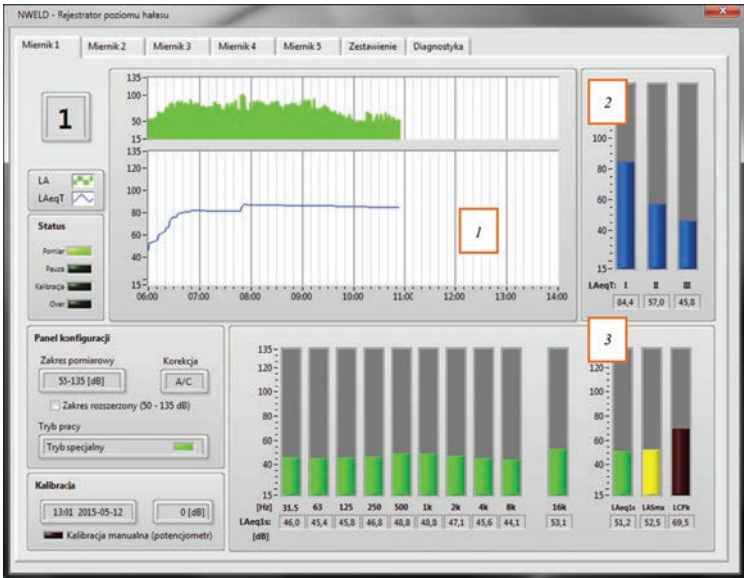 NWELD - Rejestrator poziomu hałasu
Miernik 1 Miernik 2 Miernik 3 Miernik 4 Miernik 5 Zestawienie Diagnostyka
1
135
100
50
15
135
120
100
80
60
40
15
06:00 07:00 08:00 09:00 10:00 11:00 12:00 13:00 14:00
1
LA
LAeqT
Status
Pomiar
Pauza
Kalibracja
Over
2
100
80
60
40
15
LAeqT: I II III
84,4 57,0 45,8
Panel konfiguracji
Zakres pomiarowy Korekcja
55-135 [dB] A/C
Zakres rozszerzony (50 - 135 dB)
Tryb pracy
Tryb specjalny
Kalibracja
13:01 2015-05-12 0 [dB]
Kalibracja manualna (potencjometr)
135
120
100
80
60
40
15
[Hz] 31.5 63 125 250 500 1k 2k 4k 8k 16k
LAeq1s: 46,0 45,4 45,8 46,8 48,8 48,8 47,1 45,6 44,1 53,1
[dB]
3
120
100
80
60
40
15
LAeq1s LASmx LCPk
51,2 52,5 69,5